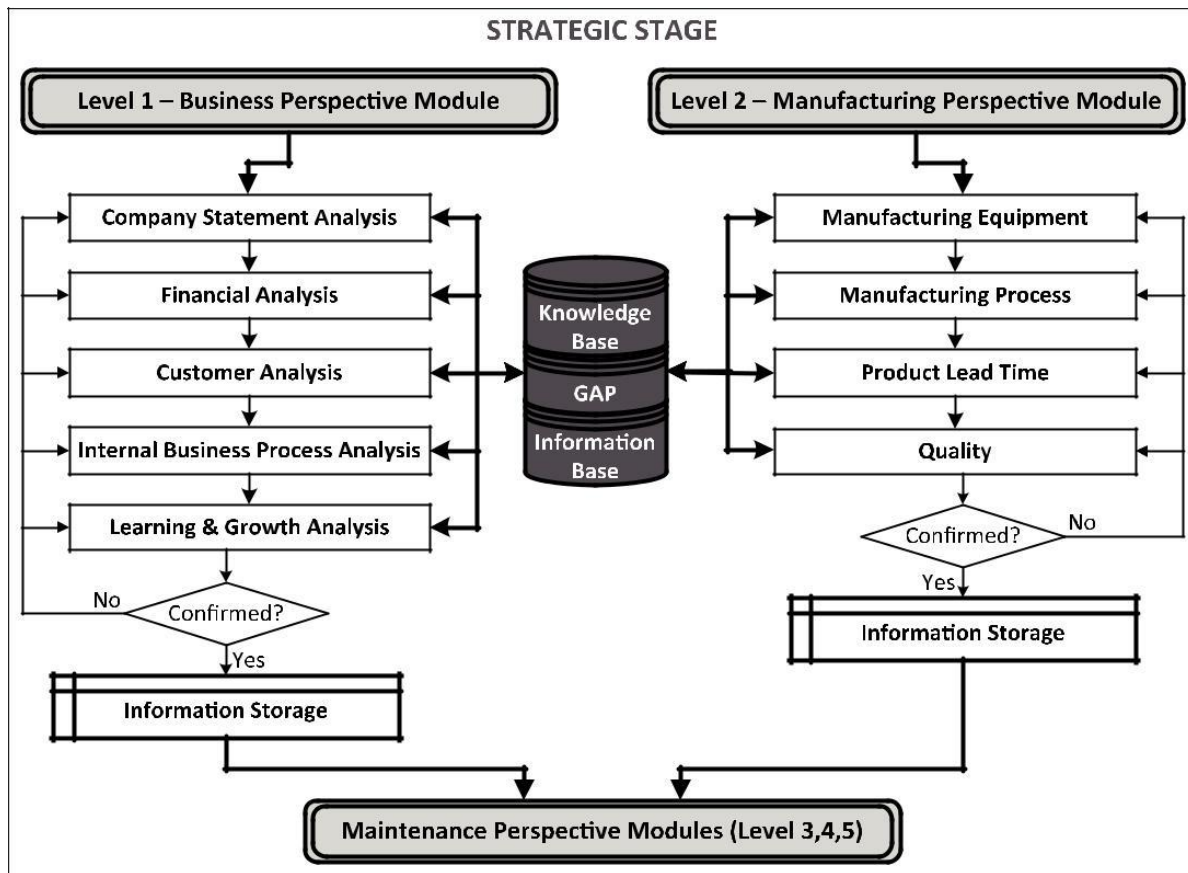 STRATEGIC STAGE
Level 1 – Business Perspective Module
Company Statement Analysis
Financial Analysis
Customer Analysis
Internal Business Process Analysis
Learning & Growth Analysis
No
Confirmed?
Yes
Information Storage
Knowledge
Base
GAP
Information
Base
Level 2 – Manufacturing Perspective Module
Manufacturing Equipment
Manufacturing Process
Product Lead Time
Quality
Confirmed?
No
Yes
Information Storage
Maintenance Perspective Modules (Level 3,4,5)